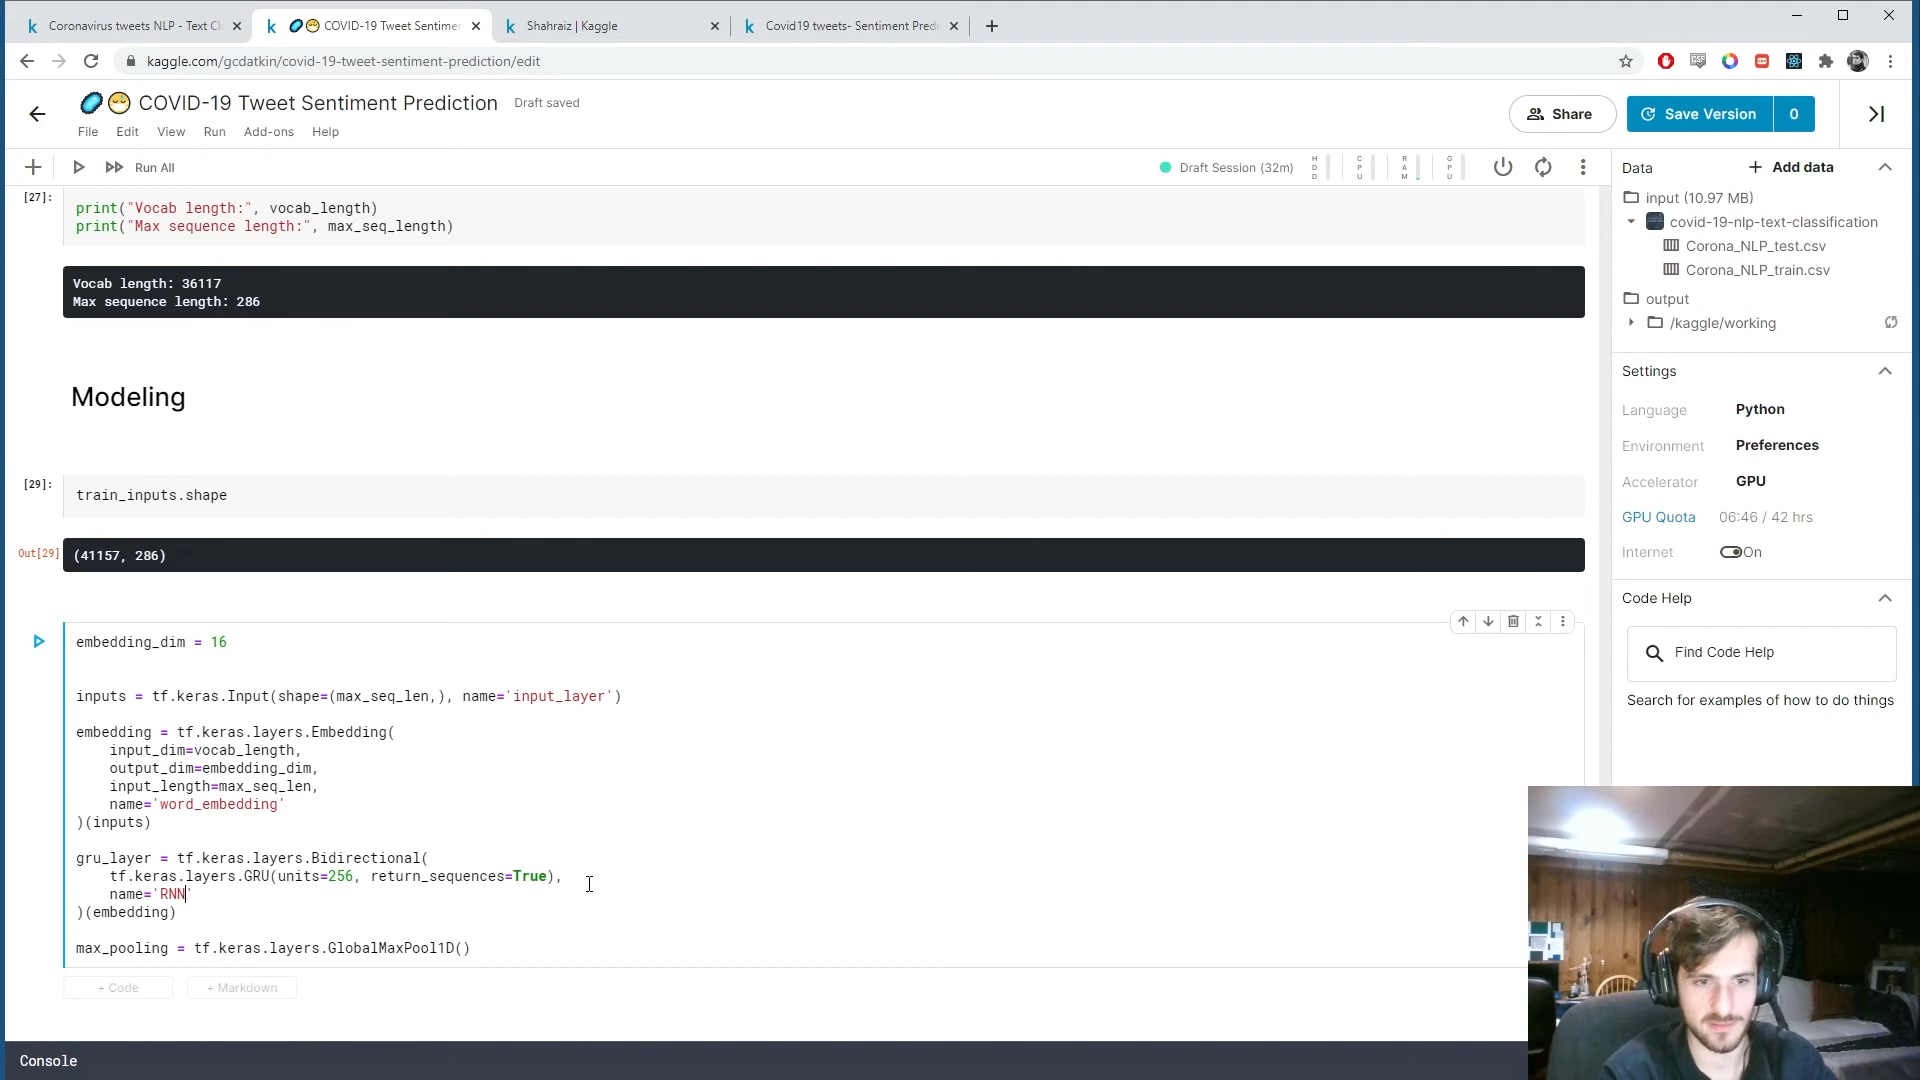 Coronavirus tweets NLP - Text Cl
COVID-19 Tweet Sentimen
Shahraiz | Kaggle
Covid19 tweets- Sentiment Pred
kaggle.com/gcdatkin/covid-19-tweet-sentiment-prediction/edit
COVID-19 Tweet Sentiment Prediction
Draft saved
File
Edit
View
Run
Add-ons
Help
Share
Save Version
0
Run All
Draft Session (32m)
HDD
CPU
RAM
GPU
[27]:
print("Vocab length:", vocab_length)
print("Max sequence length:", max_seq_length)
Vocab length: 36117
Max sequence length: 286
Modeling
[29]:
train_inputs.shape
Out[29]
(41157, 286)
embedding_dim = 16
inputs = tf.keras.Input(shape=(max_seq_len,), name='input_layer')
embedding = tf.keras.layers.Embedding(
input_dim=vocab_length,
output_dim=embedding_dim,
input_length=max_seq_len,
name='word_embedding'
)(inputs)
gru_layer = tf.keras.layers.Bidirectional(
tf.keras.layers.GRU(units=256, return_sequences=True),
name='RNN'
)(embedding)
max_pooling = tf.keras.layers.GlobalMaxPool1D()
+ Code
+ Markdown
Console
Data
Add data
input (10.97 MB)
covid-19-nlp-text-classification
Corona_NLP_test.csv
Corona_NLP_train.csv
output
/kaggle/working
Settings
Language
Python
Environment
Preferences
Accelerator
GPU
GPU Quota
06:46 / 42 hrs
Internet
On
Code Help
Find Code Help
Search for examples of how to do things